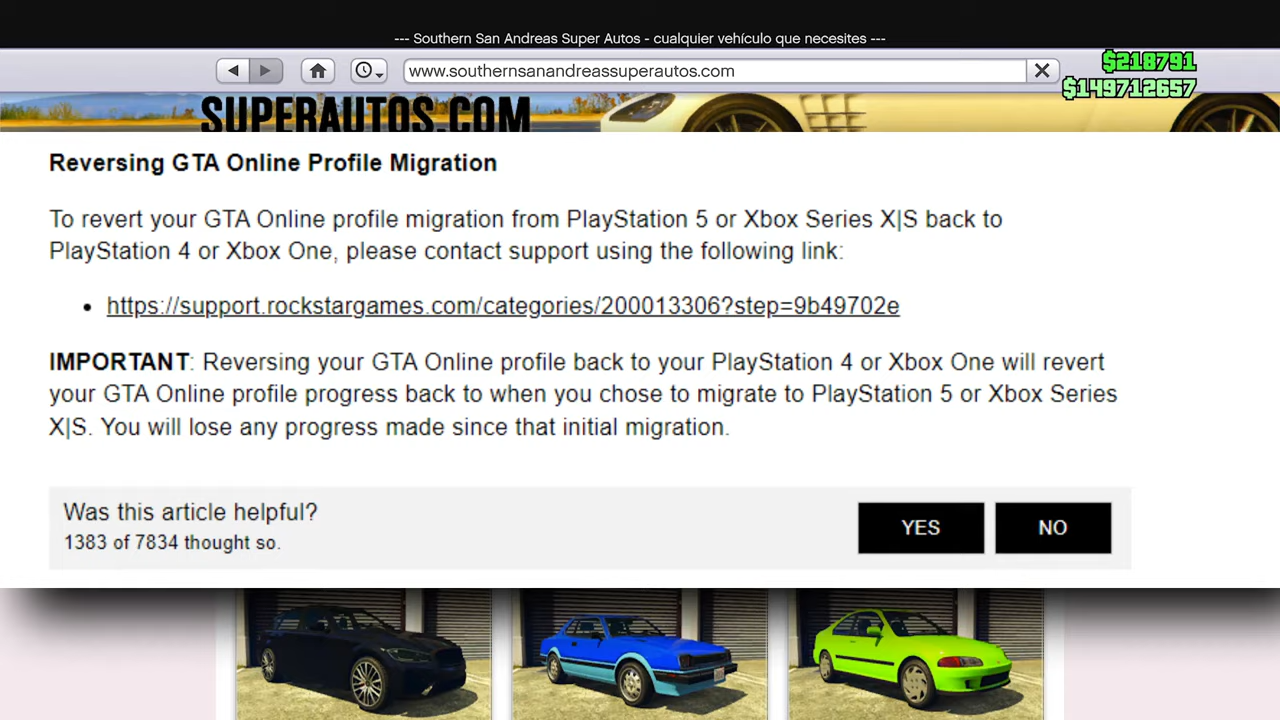 --- Southern San Andreas Super Autos - cualquier vehículo que necesites ---
$218791
www.southernsanandreassuperautos.com
$149712657
SUPERAUTOS.COM
Reversing GTA Online Profile Migration
To revert your GTA Online profile migration from PlayStation 5 or Xbox Series X|S back to
PlayStation 4 or Xbox One, please contact support using the following link:
• https://support.rockstargames.com/categories/200013306?step=9b49702e
IMPORTANT: Reversing your GTA Online profile back to your PlayStation 4 or Xbox One will revert
your GTA Online profile progress back to when you chose to migrate to PlayStation 5 or Xbox Series
X|S. You will lose any progress made since that initial migration.
Was this article helpful?
1383 of 7834 thought so.
YES
NO